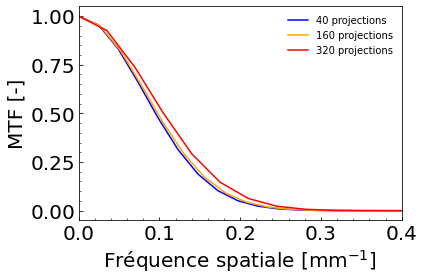 1.00
40 projections
160 projections
320 projections
0.75
MTF [-]
0.50
0.25
0.00
0.0 0.1 0.2 0.3 0.4
Fréquence spatiale [mm⁻¹]